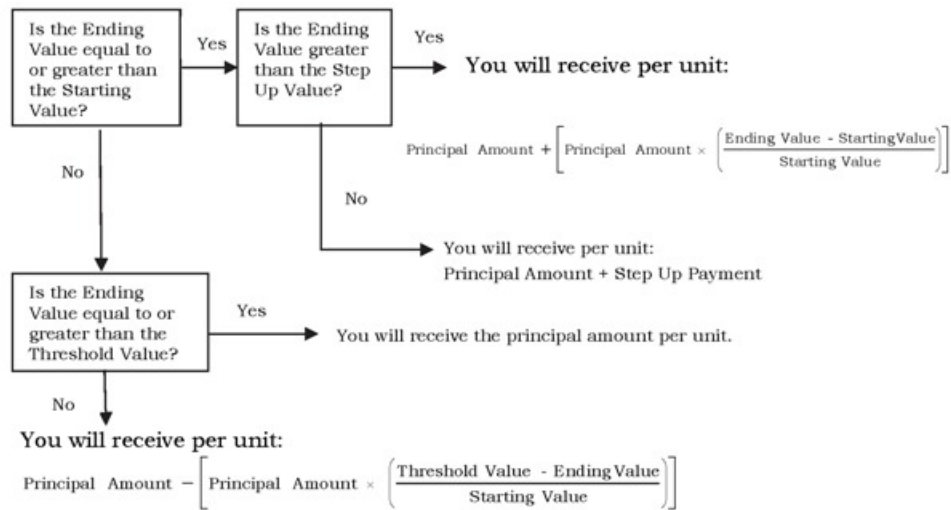 Is the Ending
Value equal to
or greater than
the Starting
Value?
Yes
Is the Ending
Value greater
than the Step
Up Value?
Yes
You will receive per unit:
Principal Amount + [Principal Amount × (Ending Value - StartingValue
Starting Value)]
No
No
You will receive per unit:
Principal Amount + Step Up Payment
Is the Ending
Value equal to or
greater than the
Threshold Value?
Yes
You will receive the principal amount per unit.
No
You will receive per unit:
Principal Amount − [Principal Amount × (Threshold Value - Ending Value
Starting Value)]